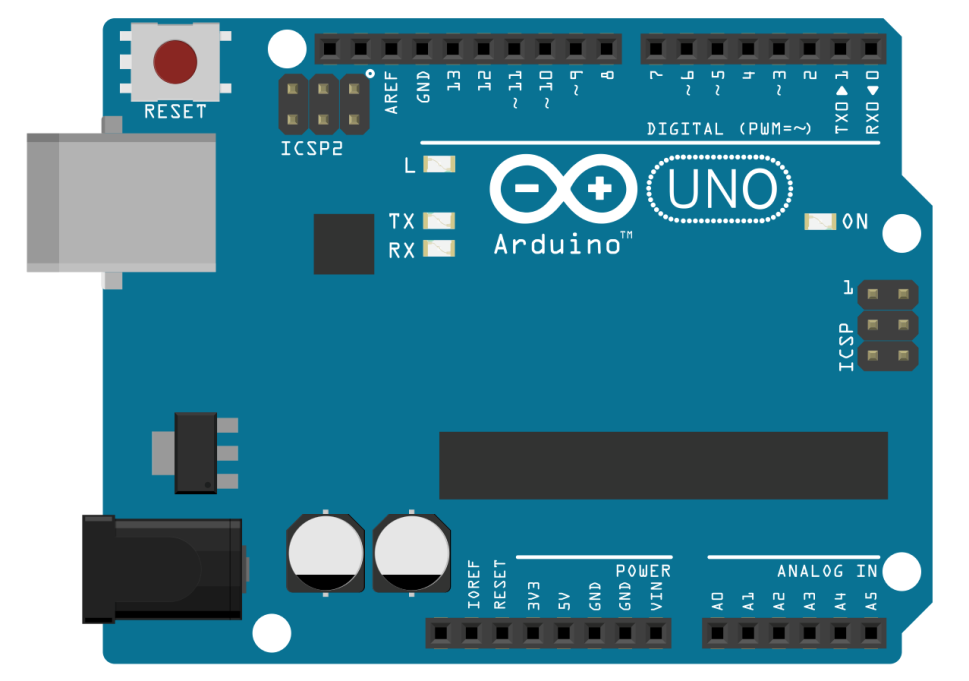 RESET
ICSP2
AREF
GND
13
12
~11
~10
~9
8
7
~6
~5
4
~3
2
TX0▶1
RX0◀0
DIGITAL (PWM=~)
L
TX
RX
Arduino™
UNO
ON
1
ICSP
POWER
ANALOG IN
IOREF
RESET
3V3
5V
GND
GND
VIN
A0
A1
A2
A3
A4
A5